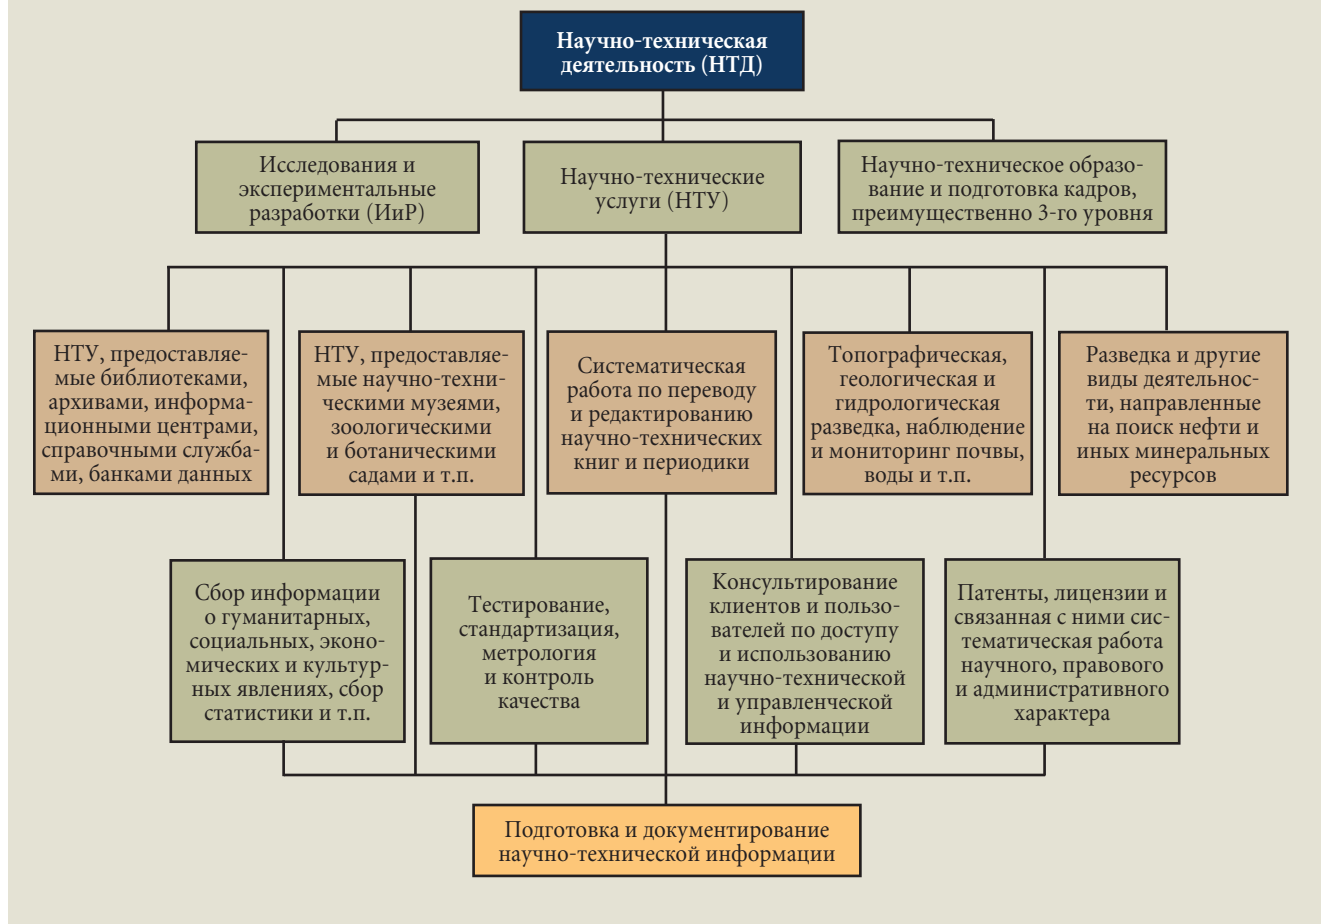 Научно-техническая
деятельность (НТД)
Исследования и
экспериментальные
разработки (ИиР)
Научно-технические
услуги (НТУ)
Научно-техническое образо-
вание и подготовка кадров,
преимущественно 3-го уровня
НТУ, предоставляе-
мые библиотеками,
архивами, информа-
ционными центрами,
справочными служба-
ми, банками данных
НТУ, предоставляе-
мые научно-техни-
ческими музеями,
зоологическими
и ботаническими
садами и т.п.
Систематическая
работа по переводу
и редактированию
научно-технических
книг и периодики
Топографическая,
геологическая и
гидрологическая
разведка, наблюдение
и мониторинг почвы,
воды и т.п.
Разведка и другие
виды деятельнос-
ти, направленные
на поиск нефти и
иных минеральных
ресурсов
Сбор информации
о гуманитарных,
социальных, эконо-
мических и культур-
ных явлениях, сбор
статистики и т.п.
Тестирование,
стандартизация,
метрология
и контроль
качества
Консультирование
клиентов и пользо-
вателей по доступу
и использованию
научно-технической
и управленческой
информации
Патенты, лицензии и
связанная с ними сис-
тематическая работа
научного, правового
и административного
характера
Подготовка и документирование
научно-технической информации